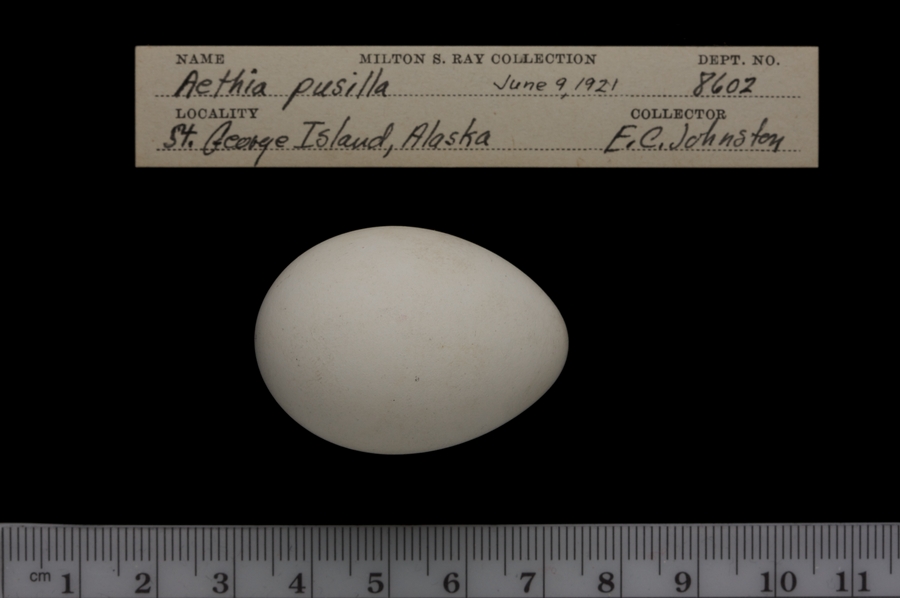 NAME MILTON S. RAY COLLECTION DEPT. NO.
Aethia pusilla June 9, 1921 8602
LOCALITY COLLECTOR
St. George Island, Alaska E.C. Johnston
cm 1 2 3 4 5 6 7 8 9 10 11